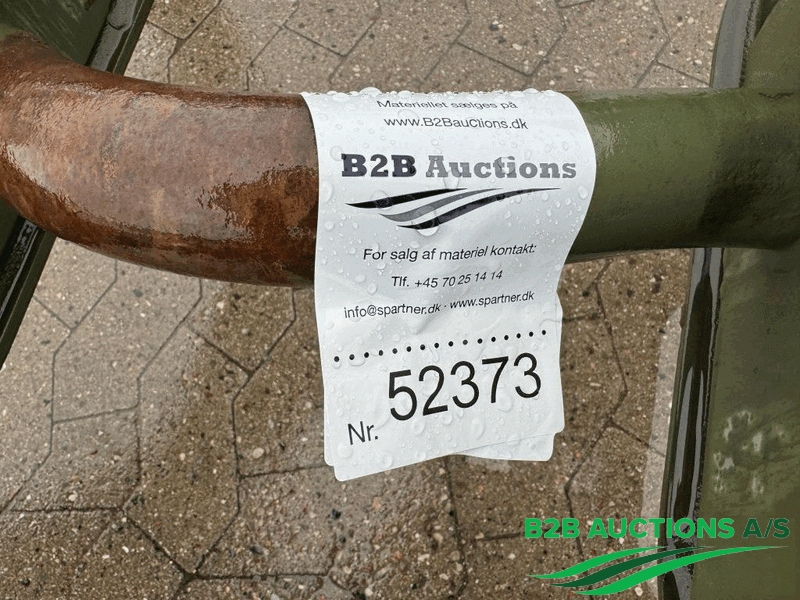 Materiellet sælges på
www.B2Bauctions.dk
B2B Auctions
For salg af materiel kontakt:
Tlf. +45 70 25 14 14
info@spartner.dk · www.spartner.dk
Nr. 52373
B2B AUCTIONS A/S